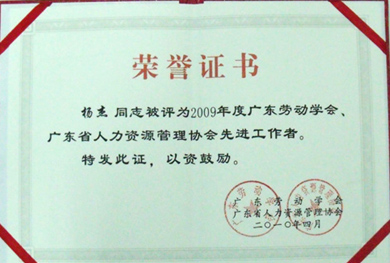 荣誉证书
杨杰 同志被评为2009年度广东劳动学会、
广东省人力资源管理协会先进工作者。
特发此证，以资鼓励。
广东劳动学会
广东省人力资源管理协会
二〇一〇年四月